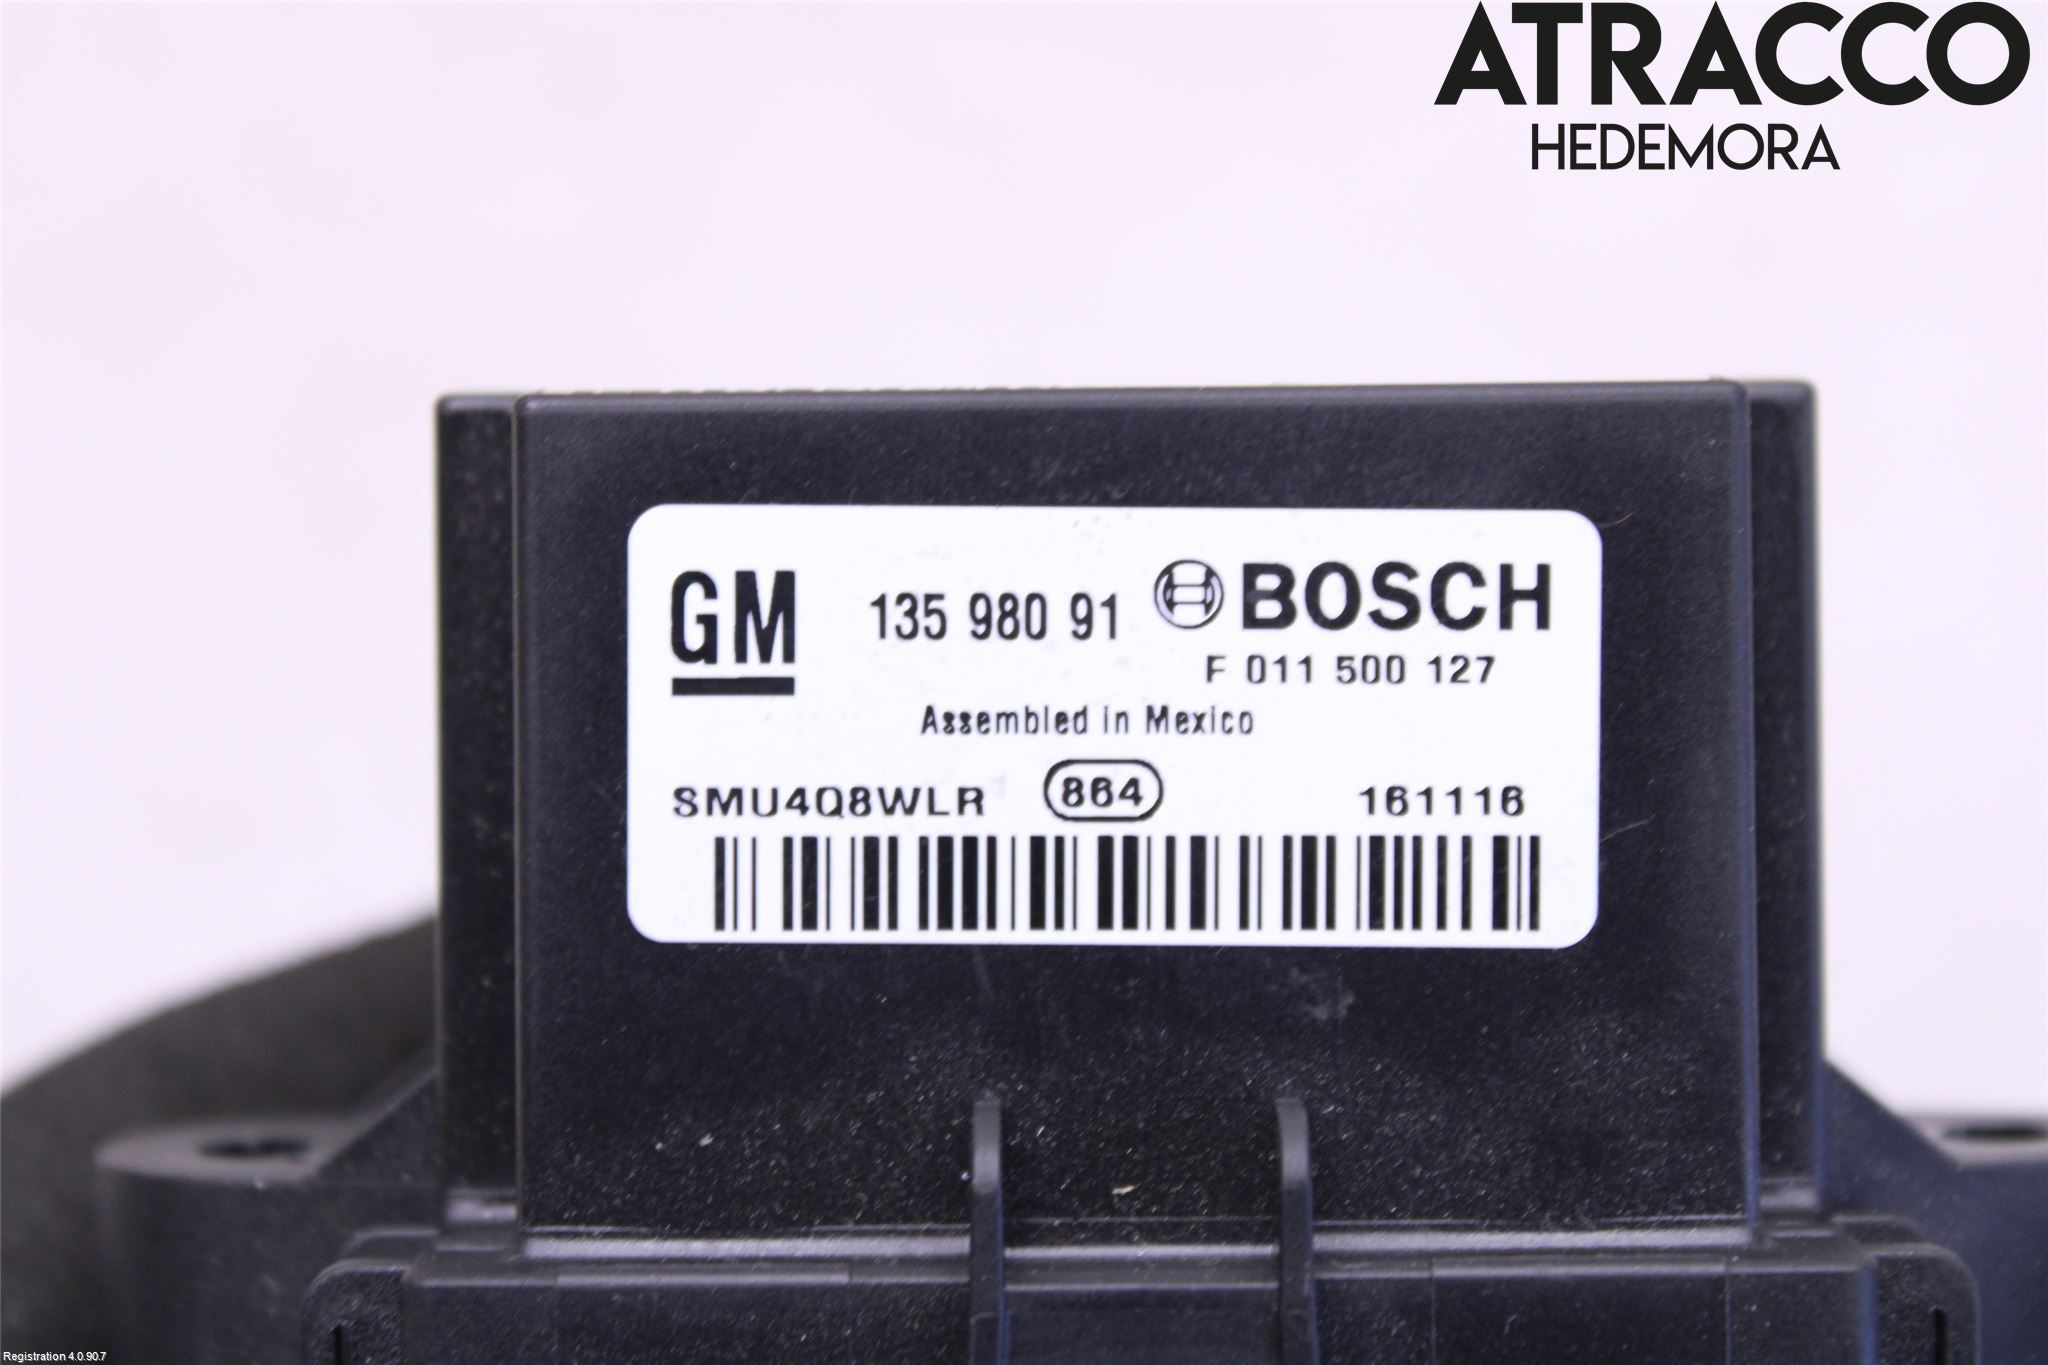 ATRACCO
HEDEMORA
GM 135 980 91 BOSCH
F 011 500 127
Assembled in Mexico
SMU4Q8WLR 864 161116
Registration 4.0.90.7